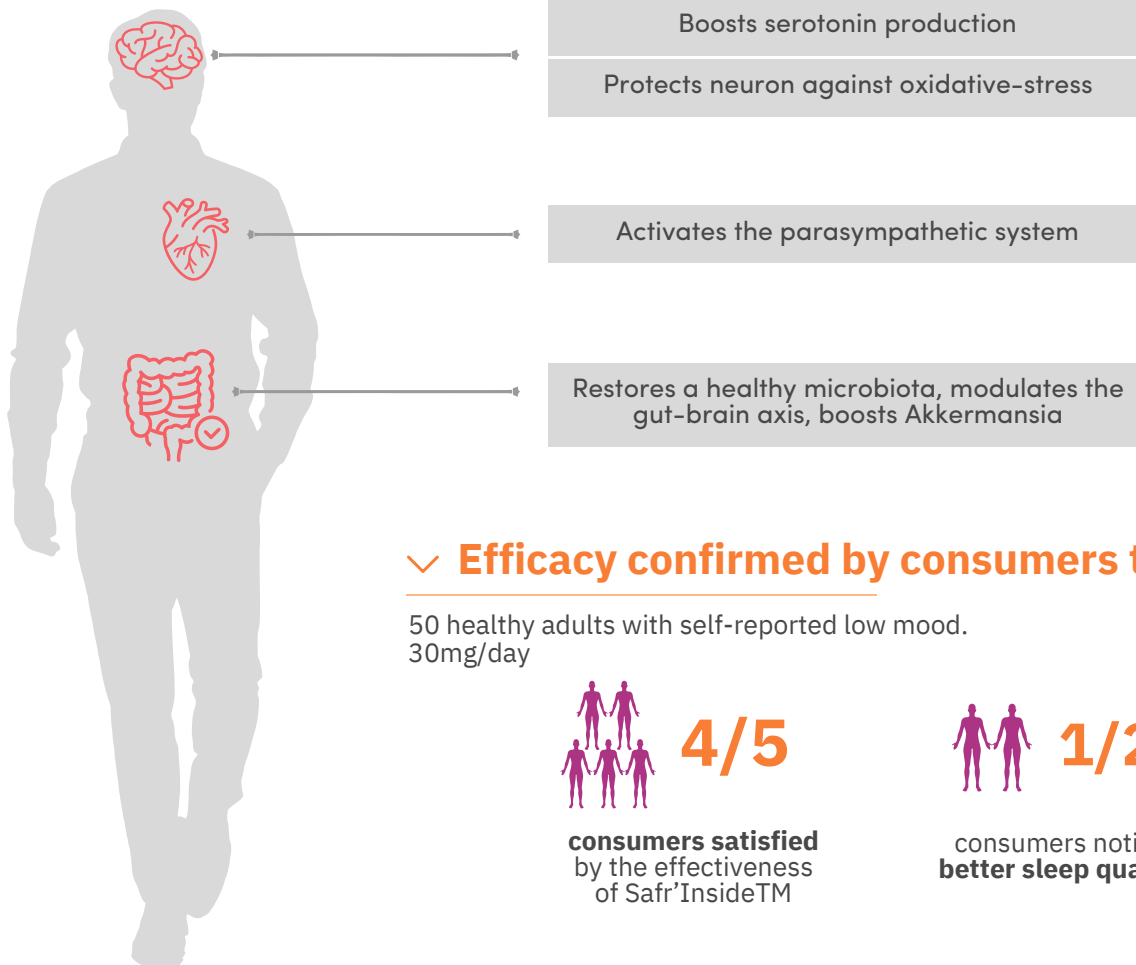 Boosts serotonin production
Protects neuron against oxidative-stress
Activates the parasympathetic system
Restores a healthy microbiota, modulates the
gut-brain axis, boosts Akkermansia
Efficacy confirmed by consumers
50 healthy adults with self-reported low mood.
30mg/day
4/5
consumers satisfied
by the effectiveness
of Safr'InsideTM
1/2
consumers
better sleep